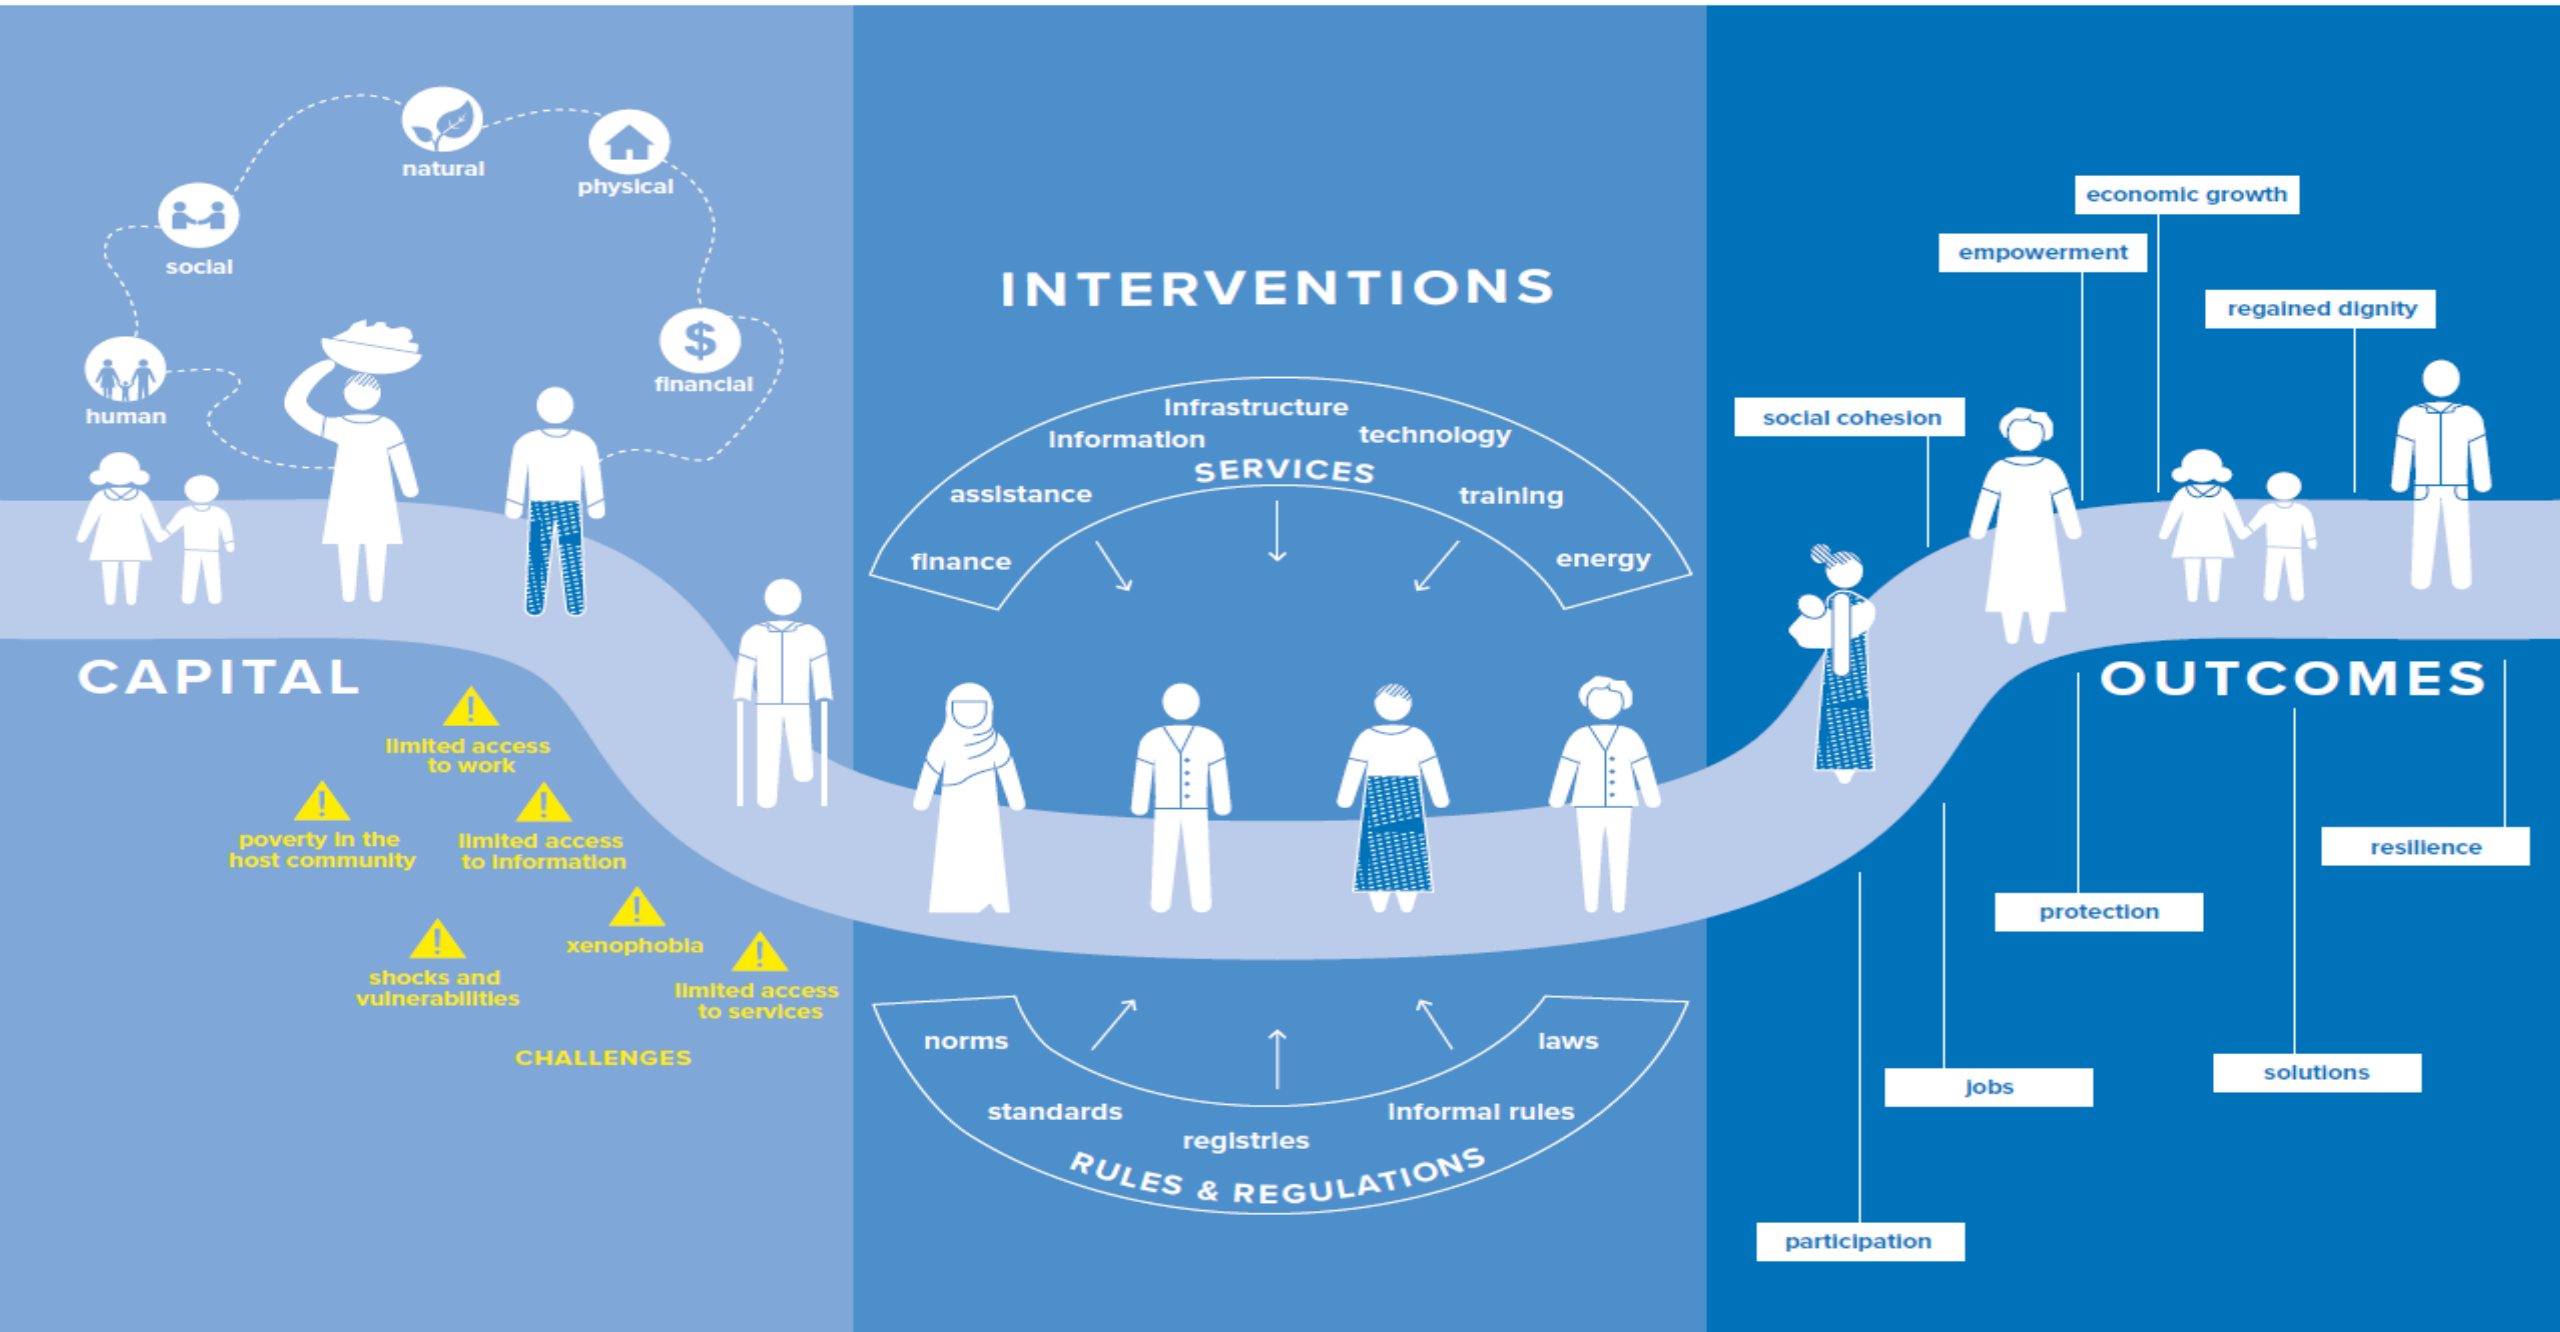 natural
physical
social
financial
human
CAPITAL
limited access
to work
poverty in the
host community
limited access
to information
xenophobia
shocks and
vulnerabilities
limited access
to services
CHALLENGES
INTERVENTIONS
infrastructure
information
technology
SERVICES
assistance
training
finance
energy
norms
laws
standards
informal rules
registries
RULES & REGULATIONS
economic growth
empowerment
regained dignity
social cohesion
OUTCOMES
resilience
protection
solutions
jobs
participation
$